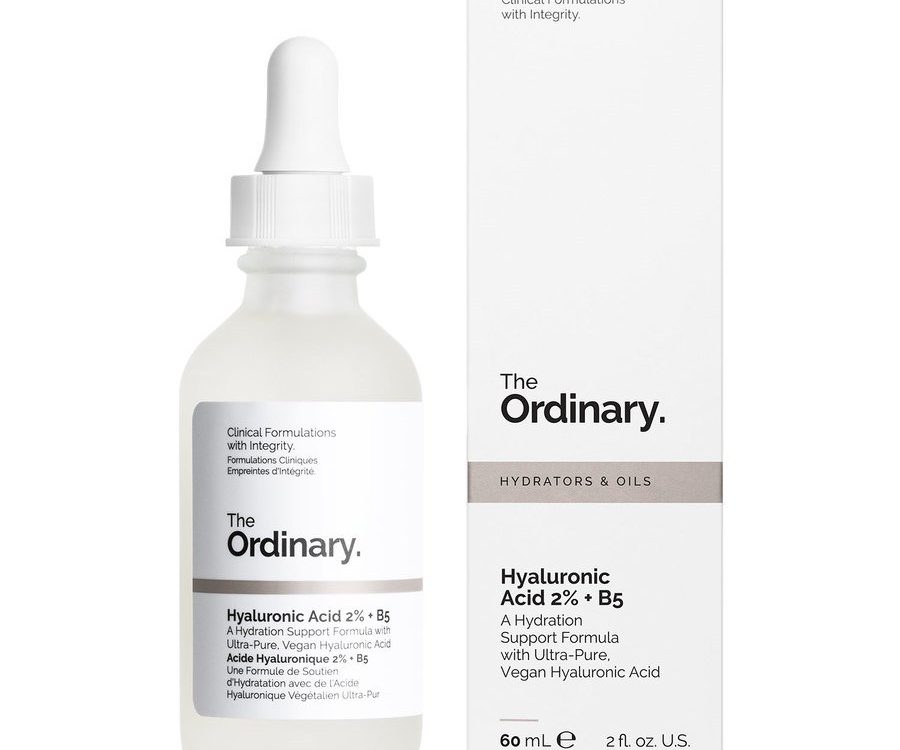 Clinical Formulations
with Integrity.
Formulations Cliniques
Empreintes d'Intégrité.
The
Ordinary.
Hyaluronic Acid 2% + B5
A Hydration Support Formula with
Ultra-Pure, Vegan Hyaluronic Acid
Acide Hyaluronique 2% + B5
Une Formule de Soutien
d'Hydratation avec de l'Acide
Hyaluronique Végétalien Ultra-Pur
Clinical Formulations
with Integrity.
The
Ordinary.
HYDRATORS & OILS
Hyaluronic
Acid 2% + B5
A Hydration
Support Formula
with Ultra-Pure,
Vegan Hyaluronic Acid
60 mL ℮ 2 fl. oz. U.S.